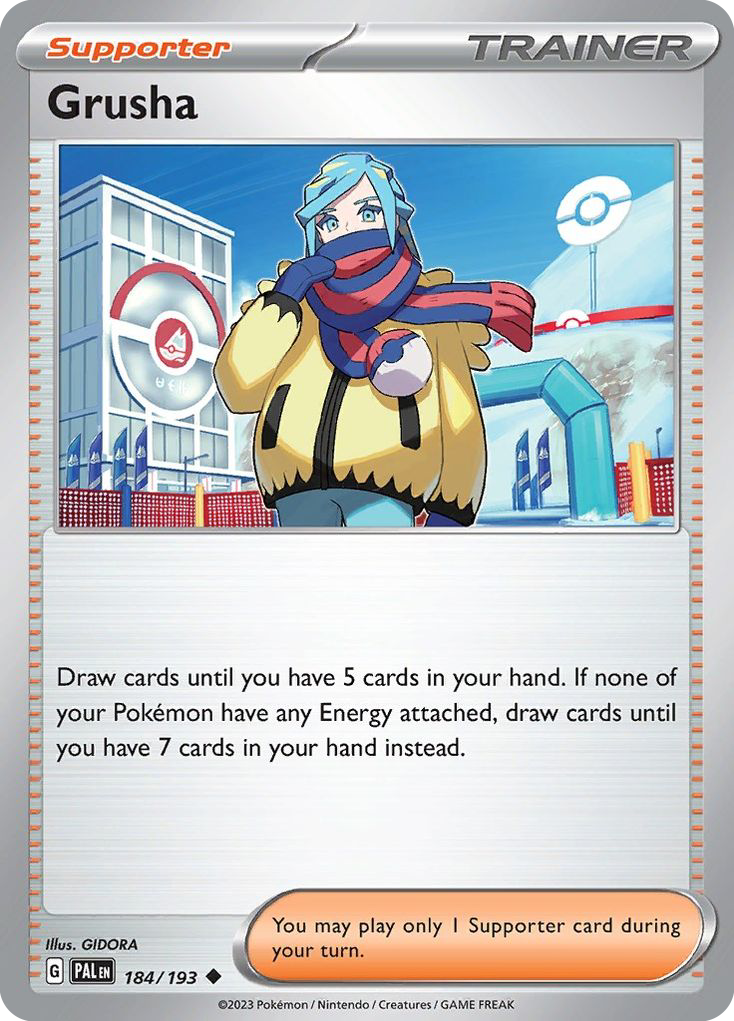 Supporter
TRAINER
Grusha
Draw cards until you have 5 cards in your hand. If none of
your Pokémon have any Energy attached, draw cards until
you have 7 cards in your hand instead.
You may play only 1 Supporter card during
your turn.
Illus. GIDORA
G PAL EN 184/193
©2023 Pokémon / Nintendo / Creatures / GAME FREAK